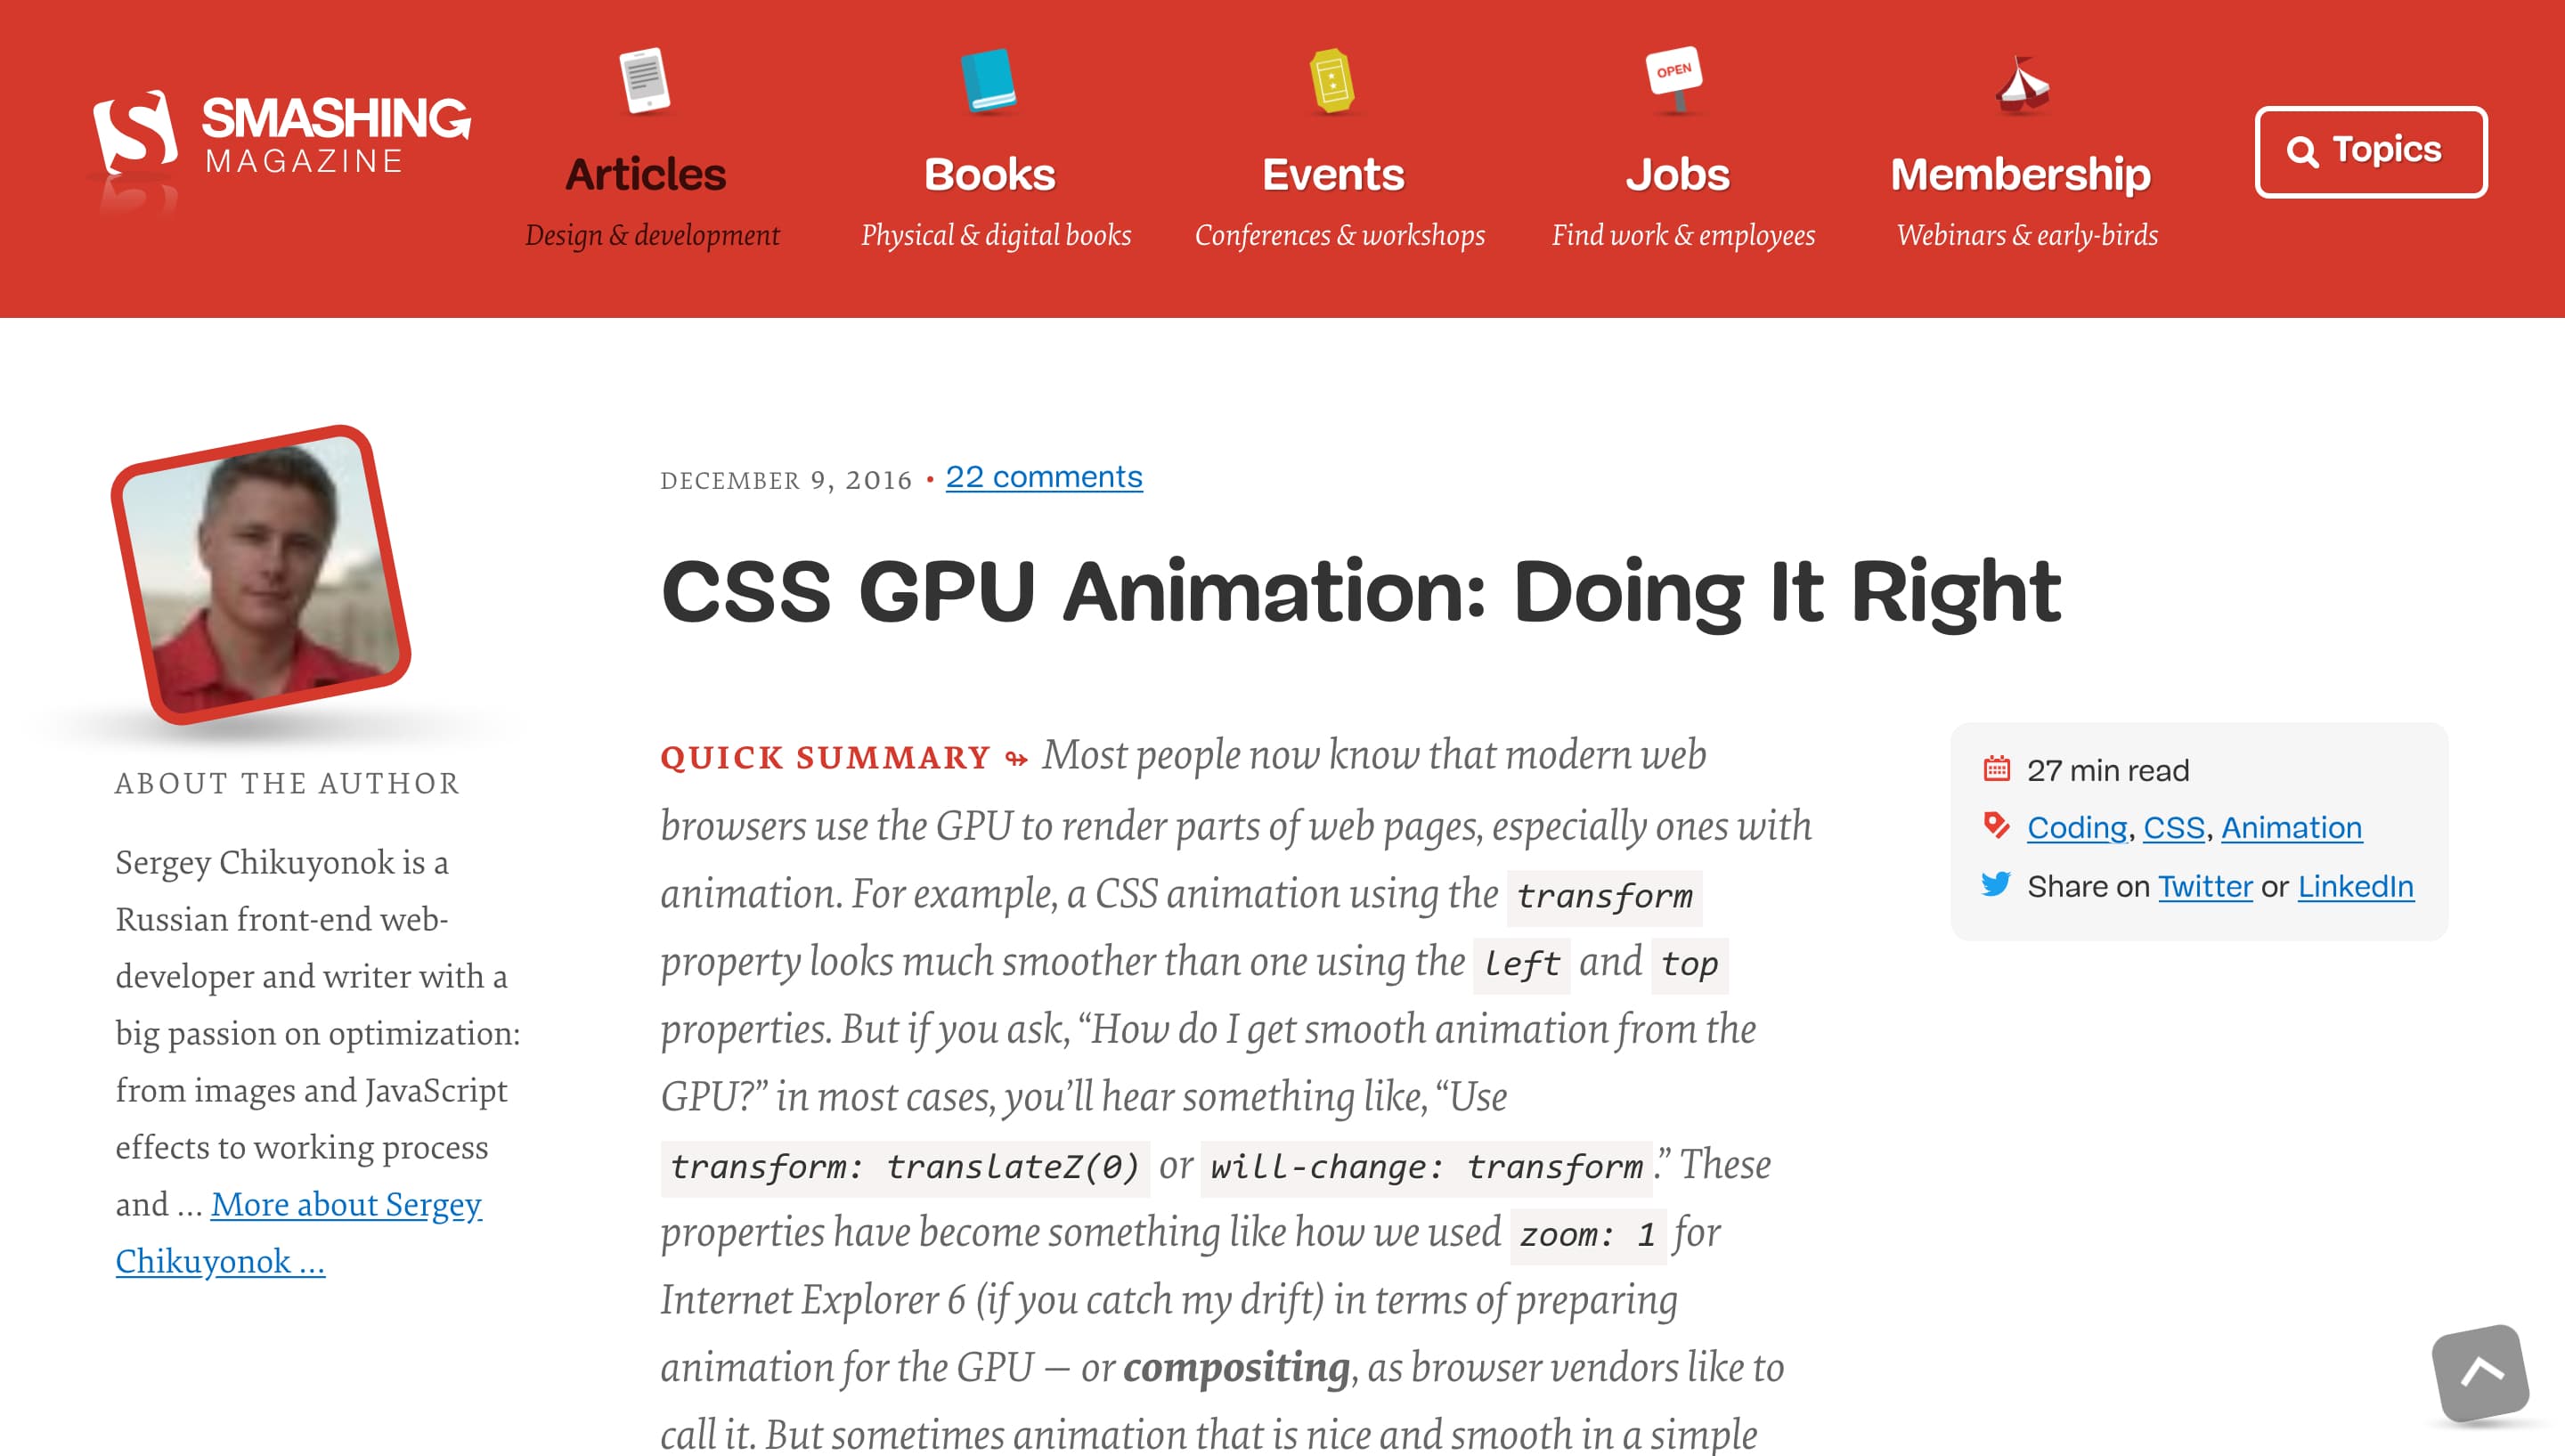 SMASHING
MAGAZINE
Articles
Design & development
Books
Physical & digital books
Events
Conferences & workshops
OPEN
Jobs
Find work & employees
Membership
Webinars & early-birds
Topics
ABOUT THE AUTHOR
Sergey Chikuyonok is a
Russian front-end web-
developer and writer with a
big passion on optimization:
from images and JavaScript
effects to working process
and … More about Sergey
Chikuyonok …
DECEMBER 9, 2016 • 22 comments
CSS GPU Animation: Doing It Right
QUICK SUMMARY ↬ Most people now know that modern web
browsers use the GPU to render parts of web pages, especially ones with
animation. For example, a CSS animation using the transform
property looks much smoother than one using the left and top
properties. But if you ask, “How do I get smooth animation from the
GPU?” in most cases, you’ll hear something like, “Use
transform: translateZ(0) or will-change: transform.” These
properties have become something like how we used zoom: 1 for
Internet Explorer 6 (if you catch my drift) in terms of preparing
animation for the GPU — or compositing, as browser vendors like to
call it. But sometimes animation that is nice and smooth in a simple
27 min read
Coding, CSS, Animation
Share on Twitter or LinkedIn